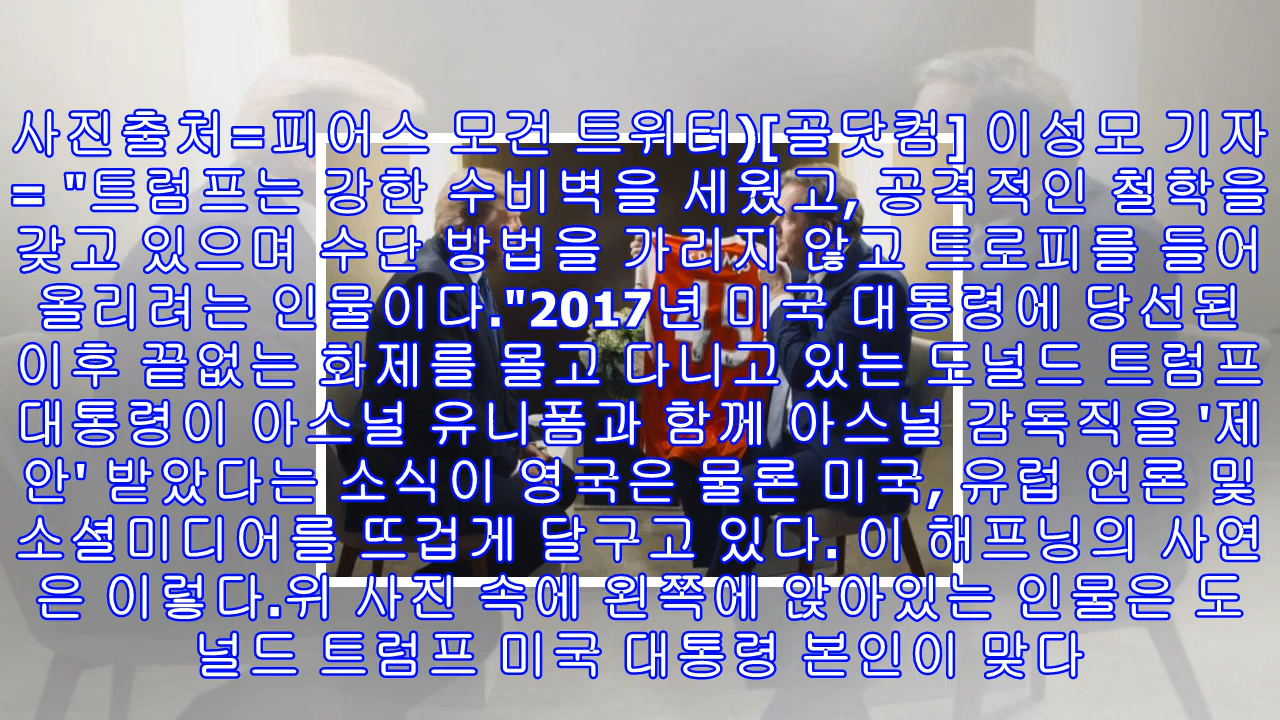 사진출처=피어스 모건 트위터)[골닷컴] 이성모 기자
= "트럼프는 강한 수비벽을 세웠고, 공격적인 철학을
갖고 있으며 수단 방법을 가리지 않고 트로피를 들어
올리려는 인물이다. "2017년 미국 대통령에 당선된
이후 끝없는 화제를 몰고 다니고 있는 도널드 트럼프
대통령이 아스널 유니폼과 함께 아스널 감독직을 '제
안' 받았다는 소식이 영국은 물론 미국, 유럽 언론 및
소셜미디어를 뜨겁게 달구고 있다. 이 해프닝의 사연
은 이렇다.위 사진 속에 왼쪽에 앉아있는 인물은 도
널드 트럼프 미국 대통령 본인이 맞다
45